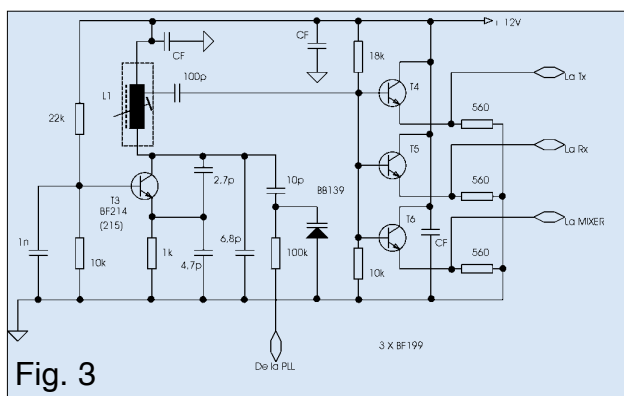 + 12V
CF
CF
18k
100p
T4
La Tx
L1
560
22k
T5
La Rx
2,7p
10p
BB139
560
T3
BF214
(215)
T6
La MIXER
1n
10k
1k
4,7p
6,8p
100k
10k
CF
560
De la PLL
3 X BF199
Fig. 3